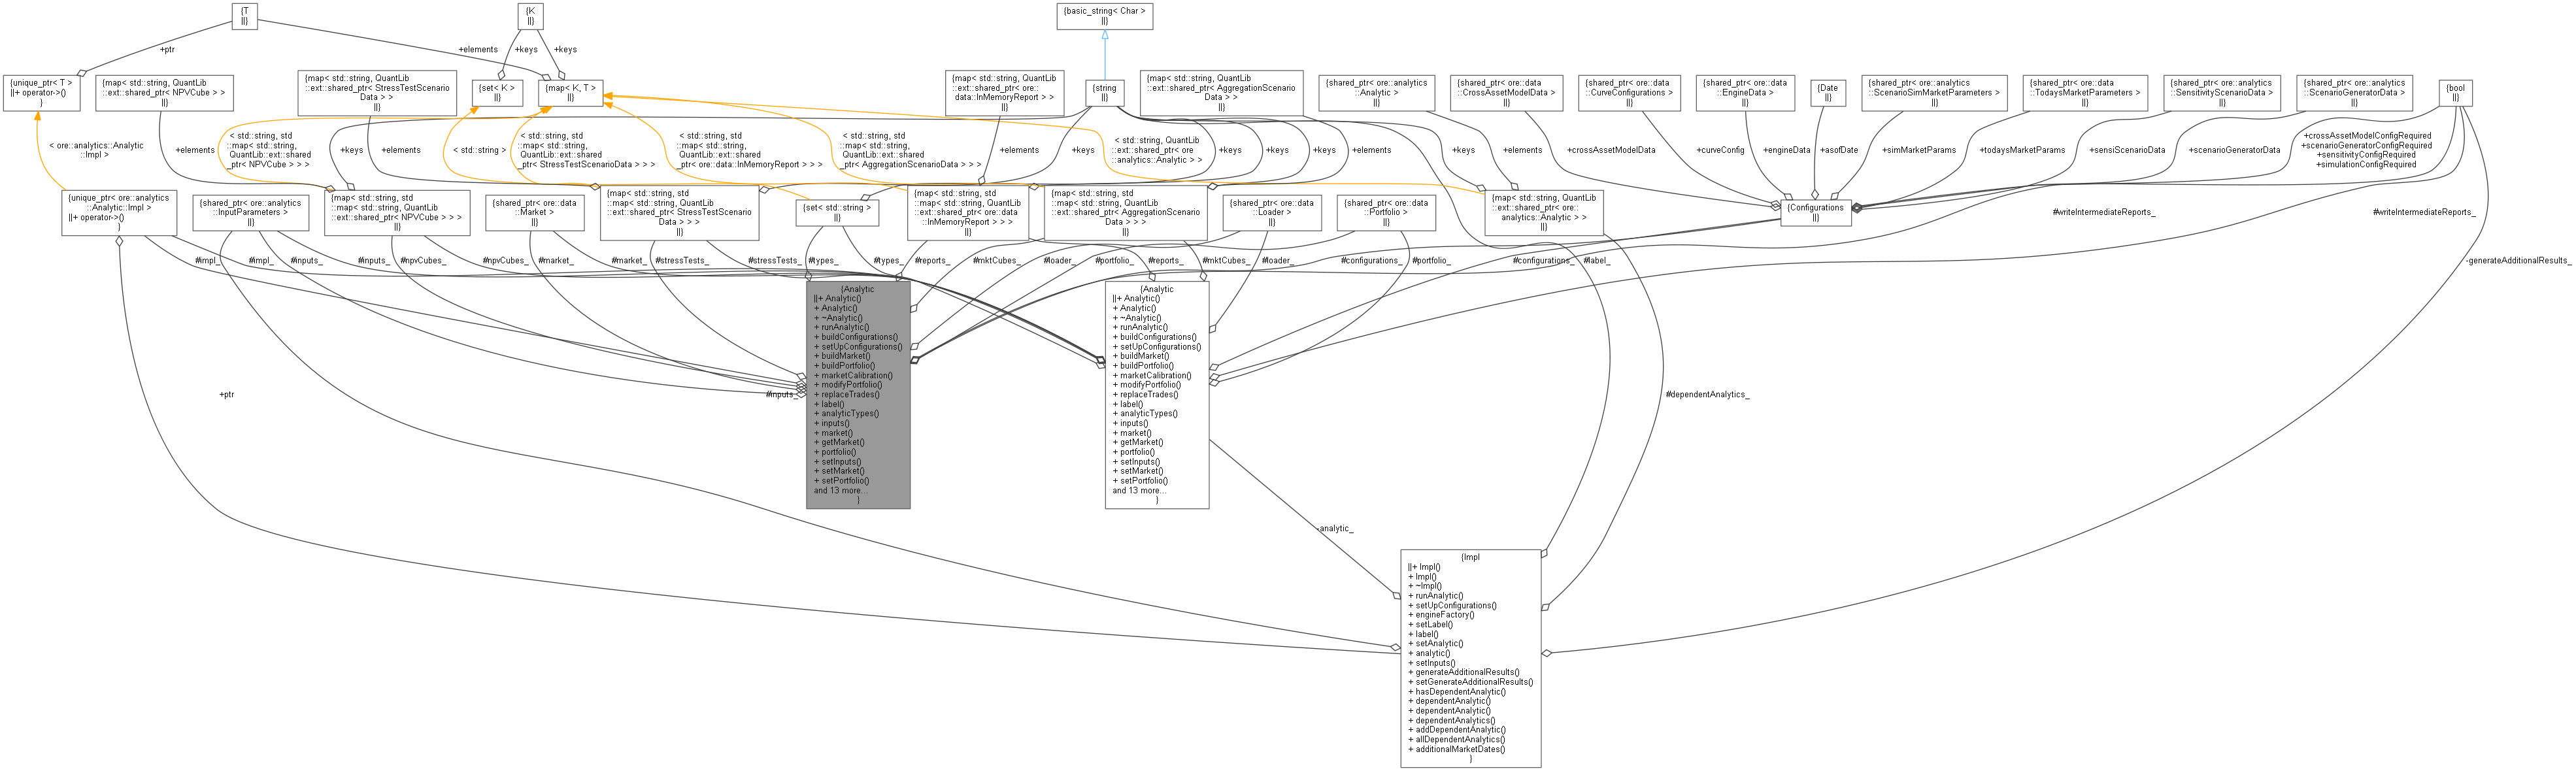 {T
||}
{K
||}
{basic_string< Char >
||}
+ptr
+elements
+keys
+keys
{unique_ptr< T >
||+ operator->()
}
{map< std::string, QuantLib
::ext::shared_ptr< NPVCube > >
||}
{map< std::string, QuantLib
::ext::shared_ptr< StressTestScenario
Data > >
||}
{set< K >
||}
{map< K, T >
||}
{map< std::string, QuantLib
::ext::shared_ptr< ore::
data::InMemoryReport > >
||}
{string
||}
{map< std::string, QuantLib
::ext::shared_ptr< AggregationScenario
Data > >
||}
{shared_ptr< ore::analytics
::Analytic >
||}
{shared_ptr< ore::data
::CrossAssetModelData >
||}
{shared_ptr< ore::data
::CurveConfigurations >
||}
{shared_ptr< ore::data
::EngineData >
||}
{Date
||}
{shared_ptr< ore::analytics
::ScenarioSimMarketParameters >
||}
{shared_ptr< ore::data
::TodaysMarketParameters >
||}
{shared_ptr< ore::analytics
::SensitivityScenarioData >
||}
{shared_ptr< ore::analytics
::ScenarioGeneratorData >
||}
{bool
||}
< ore::analytics::Analytic
::Impl >
+elements
< std::string, std
::map< std::string,
QuantLib::ext::shared
_ptr< NPVCube > > >
+keys
+elements
< std::string >
< std::string, std
::map< std::string,
QuantLib::ext::shared
_ptr< StressTestScenarioData > > >
< std::string, std
::map< std::string,
QuantLib::ext::shared
_ptr< ore::data::InMemoryReport > > >
+keys
< std::string, std
::map< std::string,
QuantLib::ext::shared
_ptr< AggregationScenarioData > > >
+elements
< std::string, QuantLib
::ext::shared_ptr< ore
::analytics::Analytic > >
+keys
+keys
+keys
+elements
+keys
+elements
+crossAssetModelData
+curveConfig
+engineData
+asofDate
+simMarketParams
+todaysMarketParams
+sensiScenarioData
+scenarioGeneratorData
+crossAssetModelConfigRequired
+scenarioGeneratorConfigRequired
+sensitivityConfigRequired
+simulationConfigRequired
{unique_ptr< ore::analytics
::Analytic::Impl >
||+ operator->()
}
{shared_ptr< ore::analytics
::InputParameters >
||}
{map< std::string, std
::map< std::string, QuantLib
::ext::shared_ptr< NPVCube > > >
||}
{shared_ptr< ore::data
::Market >
||}
{map< std::string, std
::map< std::string, QuantLib
::ext::shared_ptr< StressTestScenario
Data > > >
||}
{set< std::string >
||}
{map< std::string, std
::map< std::string, QuantLib
::ext::shared_ptr< ore::data
::InMemoryReport > > >
||}
{map< std::string, std
::map< std::string, QuantLib
::ext::shared_ptr< AggregationScenario
Data > > >
||}
{shared_ptr< ore::data
::Loader >
||}
{shared_ptr< ore::data
::Portfolio >
||}
{map< std::string, QuantLib
::ext::shared_ptr< ore::
analytics::Analytic > >
||}
{Configurations
||}
#writeIntermediateReports_
#writeIntermediateReports_
#impl_
#impl_
#inputs_
#inputs_
#npvCubes_
#npvCubes_
#market_
#market_
#stressTests_
#stressTests_
#types_
#types_
#reports_
#mktCubes_
#loader_
#portfolio_
#reports_
#mktCubes_
#loader_
#configurations_
#portfolio_
#configurations_
#label_
-generateAdditionalResults_
{Analytic
||+ Analytic()
+ Analytic()
+ ~Analytic()
+ runAnalytic()
+ buildConfigurations()
+ setUpConfigurations()
+ buildMarket()
+ buildPortfolio()
+ marketCalibration()
+ modifyPortfolio()
+ replaceTrades()
+ label()
+ analyticTypes()
+ inputs()
+ market()
+ getMarket()
+ portfolio()
+ setInputs()
+ setMarket()
+ setPortfolio()
and 13 more...
}
{Analytic
||+ Analytic()
+ Analytic()
+ ~Analytic()
+ runAnalytic()
+ buildConfigurations()
+ setUpConfigurations()
+ buildMarket()
+ buildPortfolio()
+ marketCalibration()
+ modifyPortfolio()
+ replaceTrades()
+ label()
+ analyticTypes()
+ inputs()
+ market()
+ getMarket()
+ portfolio()
+ setInputs()
+ setMarket()
+ setPortfolio()
and 13 more...
}
+ptr
#inputs_
#dependentAnalytics_
-analytic_
{Impl
||+ Impl()
+ Impl()
+ ~Impl()
+ runAnalytic()
+ setUpConfigurations()
+ engineFactory()
+ setLabel()
+ label()
+ setAnalytic()
+ analytic()
+ setInputs()
+ generateAdditionalResults()
+ setGenerateAdditionalResults()
+ hasDependentAnalytic()
+ dependentAnalytic()
+ dependentAnalytic()
+ dependentAnalytics()
+ addDependentAnalytic()
+ allDependentAnalytics()
+ additionalMarketDates()
}